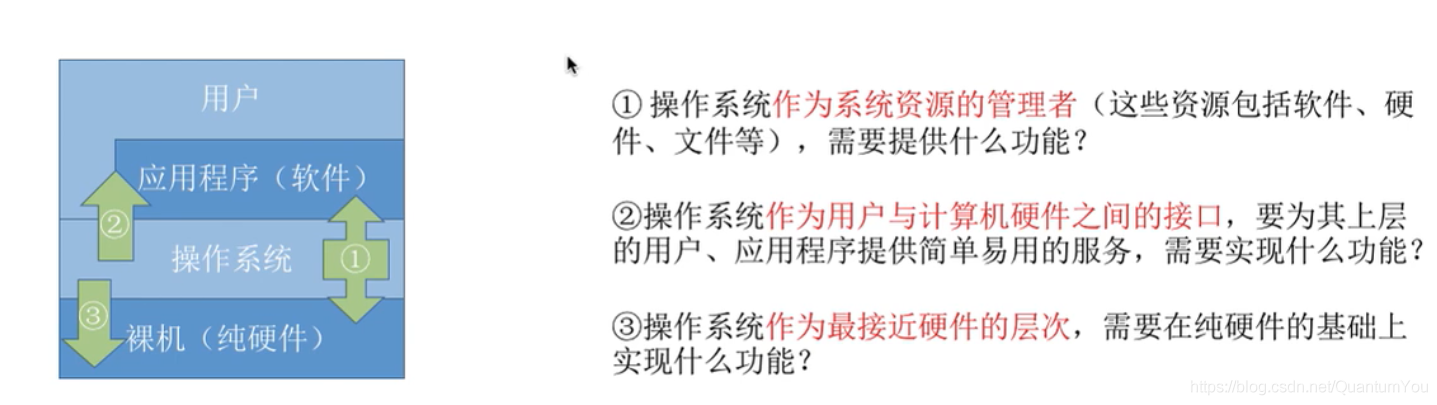 用户
应用程序（软件）
②
操作系统
①
③
裸机（纯硬件）
① 操作系统作为系统资源的管理者（这些资源包括软件、硬
件、文件等），需要提供什么功能？
②操作系统作为用户与计算机硬件之间的接口，要为其上层
的用户、应用程序提供简单易用的服务，需要实现什么功能？
③操作系统作为最接近硬件的层次，需要在纯硬件的基础上
实现什么功能？
https://blog.csdn.net/QuantumYou